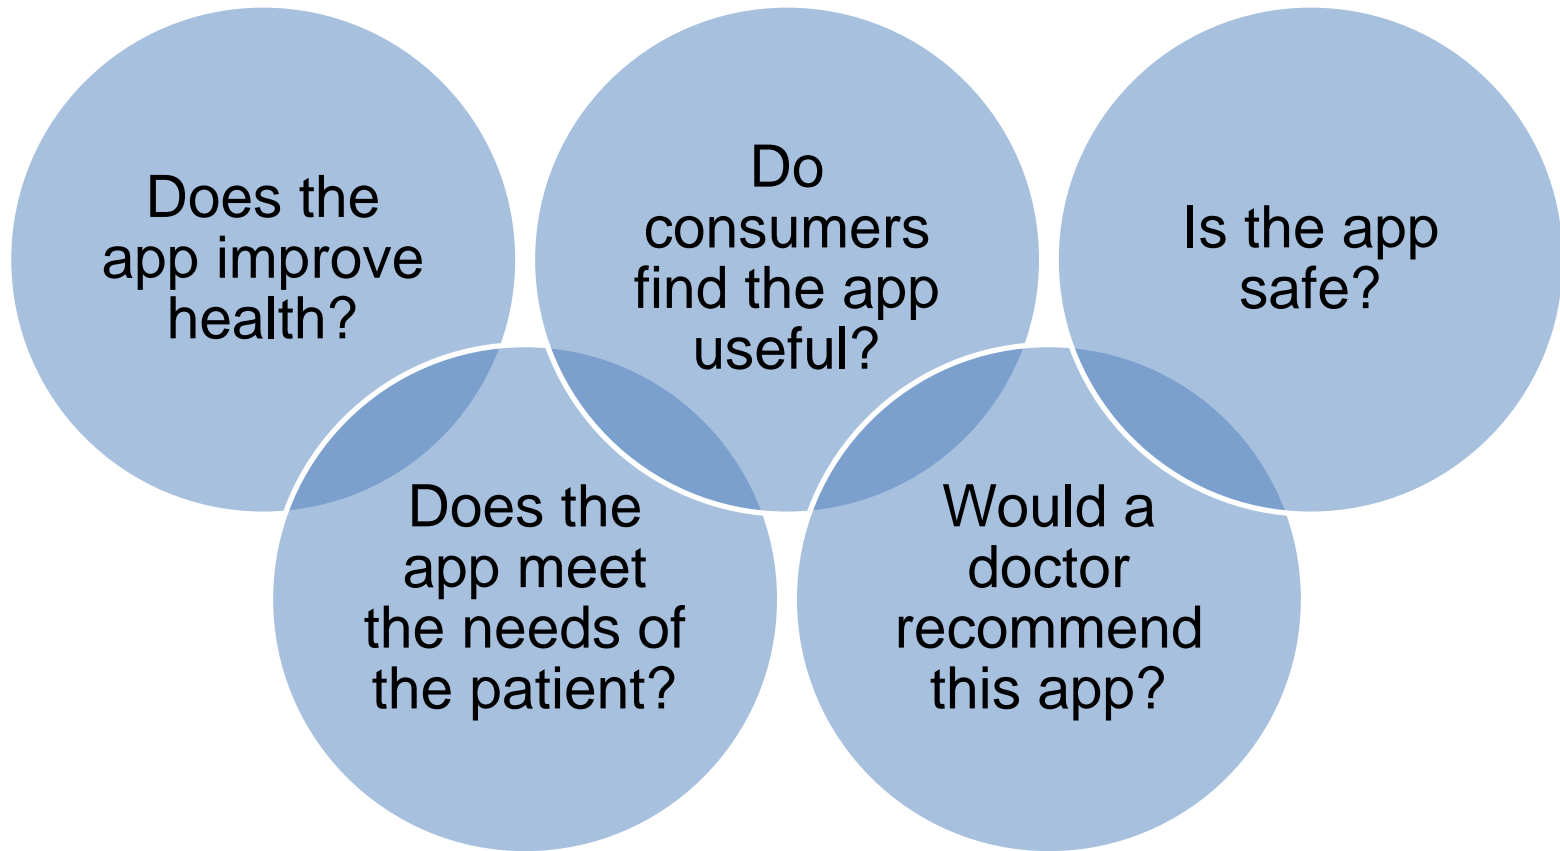 Does the
app improve
health?
Do
consumers
find the app
useful?
Is the app
safe?
Does the
app meet
the needs of
the patient?
Would a
doctor
recommend
this app?